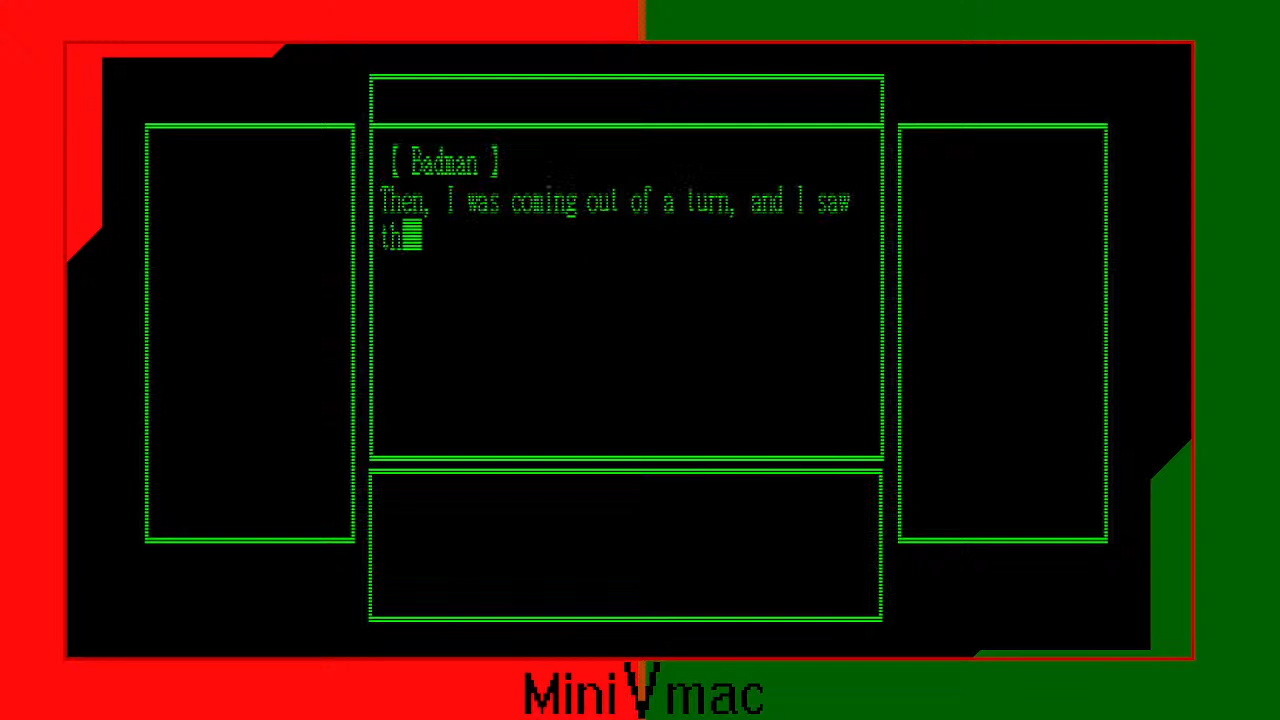 [ Badman ]
Then, I was coming out of a turn, and I saw
th
Mini Vmac